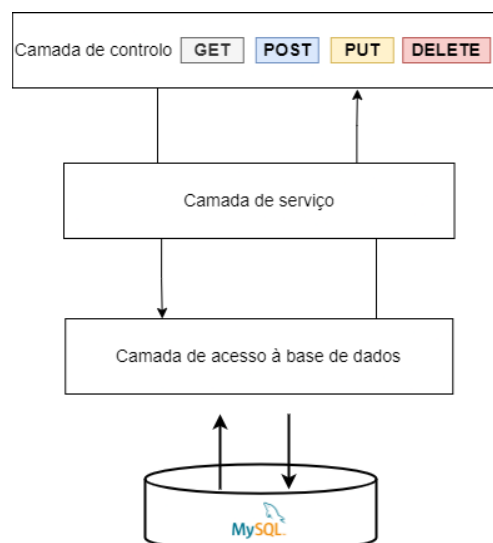 Camada de controlo GET POST PUT DELETE
Camada de serviço
Camada de acesso à base de dados
MySQL